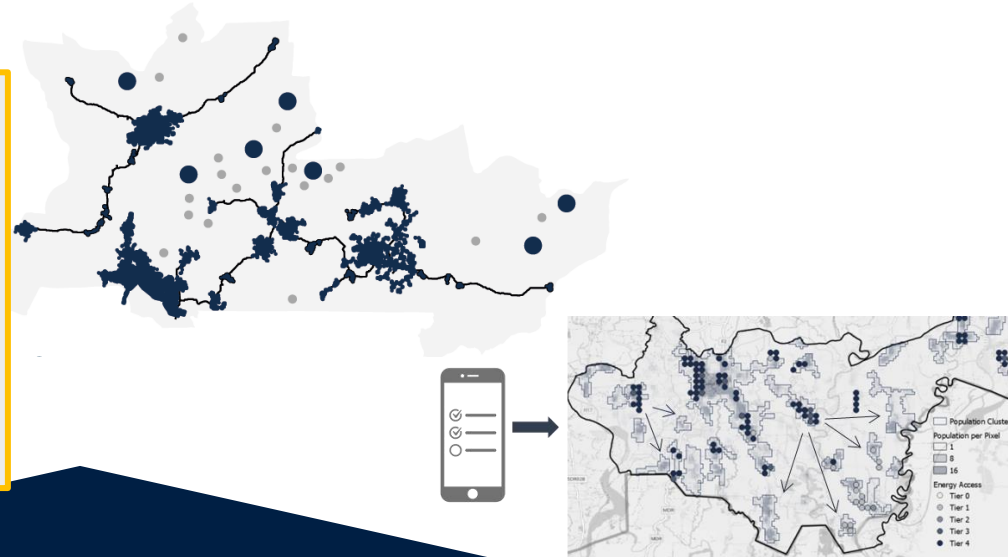 Population Cluste
Population per Pixel
1
8
16
Energy Access
Tier 0
Tier 1
Tier 2
Tier 3
Tier 4